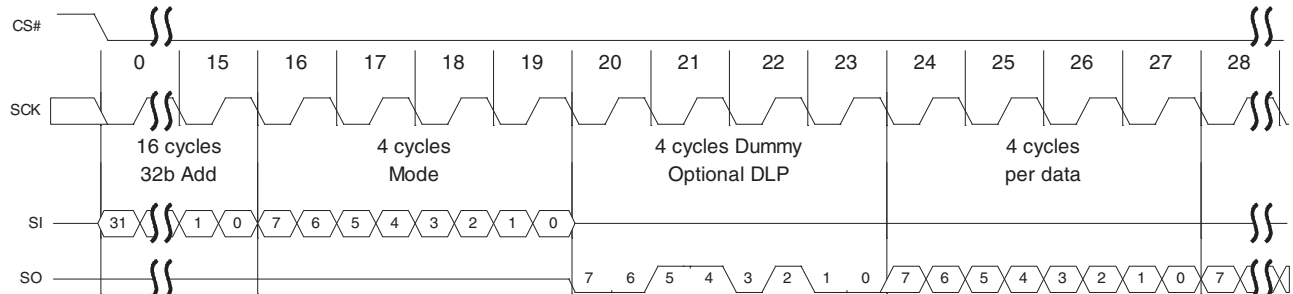 CS#
0 15 16 17 18 19 20 21 22 23 24 25 26 27 28
SCK
16 cycles 4 cycles 4 cycles Dummy 4 cycles
32b Add Mode Optional DLP per data
SI 31 1 0 7 6 5 4 3 2 1 0
SO 7 6 5 4 3 2 1 0 7 6 5 4 3 2 1 0 7